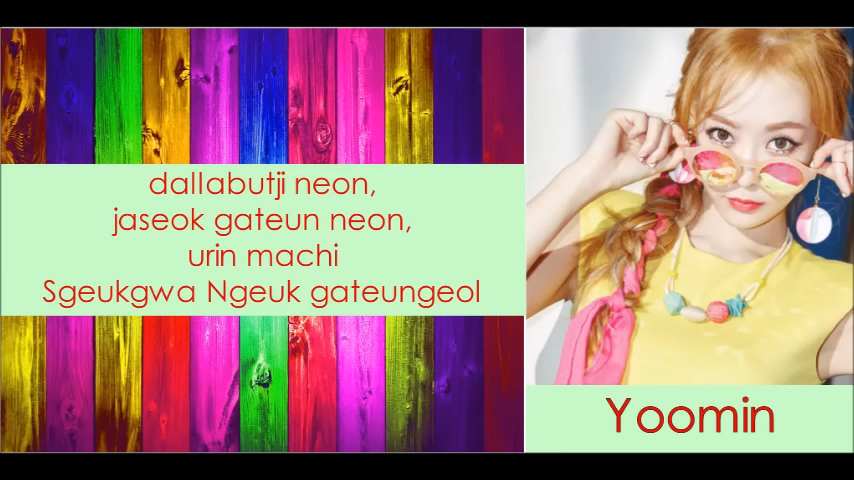 dallabutji neon,
jaseok gateun neon,
urin machi
Sgeukgwa Ngeuk gateungeol
Yoomin